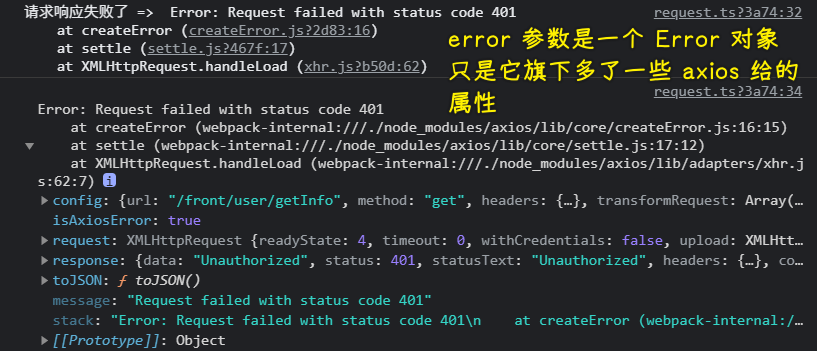 请求响应失败了 =>  Error: Request failed with status code 401 request.ts?3a74:32
at createError (createError.js?2d83:16)
at settle (settle.js?467f:17)
at XMLHttpRequest.handleLoad (xhr.js?b50d:62)
error 参数是一个 Error 对象
只是它旗下多了一些 axios 给的
属性
request.ts?3a74:34
Error: Request failed with status code 401
at createError (webpack-internal:///./node_modules/axios/lib/core/createError.js:16:15)
at settle (webpack-internal:///./node_modules/axios/lib/core/settle.js:17:12)
at XMLHttpRequest.handleLoad (webpack-internal:///./node_modules/axios/lib/adapters/xhr.j
s:62:7) i
config: {url: "/front/user/getInfo", method: "get", headers: {…}, transformRequest: Array(…
isAxiosError: true
request: XMLHttpRequest {readyState: 4, timeout: 0, withCredentials: false, upload: XMLHtt…
response: {data: "Unauthorized", status: 401, statusText: "Unauthorized", headers: {…}, co…
toJSON: ƒ toJSON()
message: "Request failed with status code 401"
stack: "Error: Request failed with status code 401\n    at createError (webpack-internal:/…
[[Prototype]]: Object